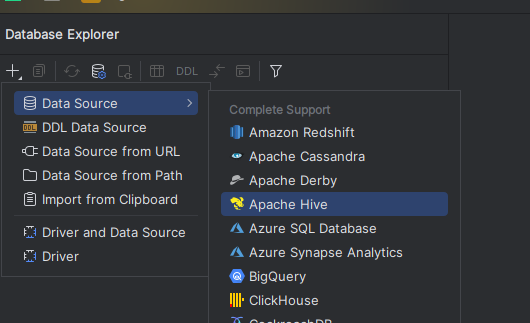 Database Explorer
DDL
Data Source
DDL Data Source
Data Source from URL
Data Source from Path
Import from Clipboard
Driver and Data Source
Driver
Complete Support
Amazon Redshift
Apache Cassandra
Apache Derby
Apache Hive
Azure SQL Database
Azure Synapse Analytics
BigQuery
ClickHouse
CockroachDB